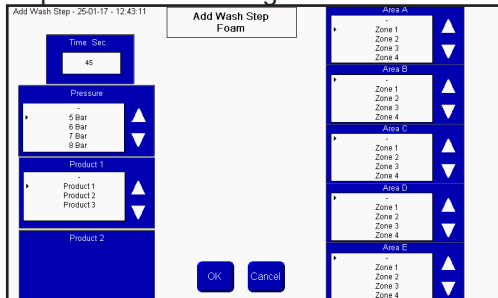 Add Wash Step - 25-01-17 - 12:43:11
Add Wash Step
Foam
Time Sec.
45
Pressure
-
5 Bar
6 Bar
7 Bar
8 Bar
Product 1
-
Product 1
Product 2
Product 3
Product 2
OK
Cancel
Area A
-
Zone 1
Zone 2
Zone 3
Zone 4
Area B
-
Zone 1
Zone 2
Zone 3
Zone 4
Area C
-
Zone 1
Zone 2
Zone 3
Zone 4
Area D
-
Zone 1
Zone 2
Zone 3
Zone 4
Area E
-
Zone 1
Zone 2
Zone 3
Zone 4